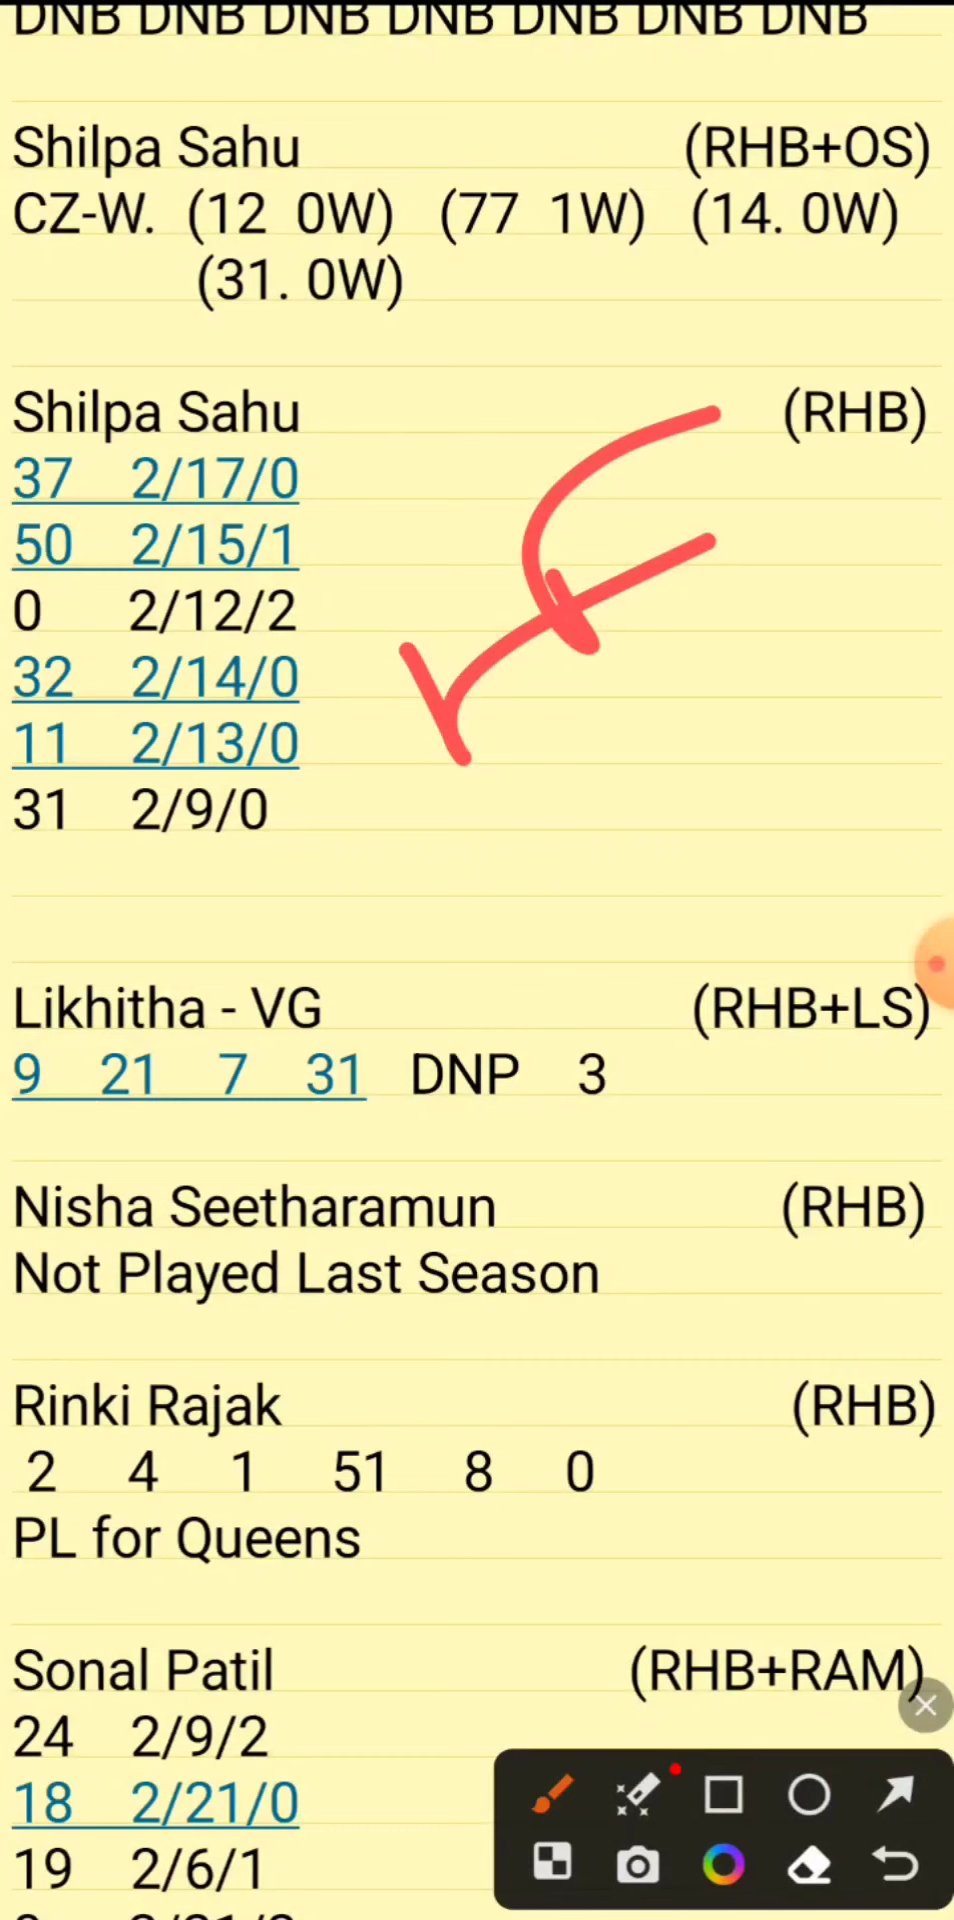 DNB DNB DNB DNB DNB DNB DNB
Shilpa Sahu (RHB+OS)
CZ-W. (12 0W) (77 1W) (14. 0W)
(31. 0W)
Shilpa Sahu (RHB)
37 2/17/0
50 2/15/1
0 2/12/2
32 2/14/0
11 2/13/0
31 2/9/0
Likhitha - VG (RHB+LS)
9 21 7 31 DNP 3
Nisha Seetharamun (RHB)
Not Played Last Season
Rinki Rajak (RHB)
2 4 1 51 8 0
PL for Queens
Sonal Patil (RHB+RAM)
24 2/9/2
18 2/21/0
19 2/6/1